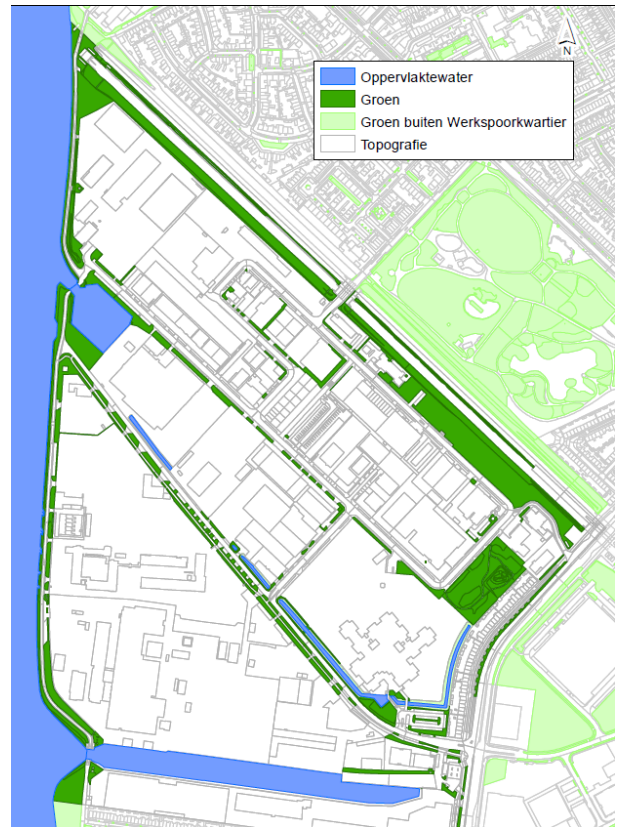 N
Oppervlaktewater
Groen
Groen buiten Werkspoorkwartier
Topografie